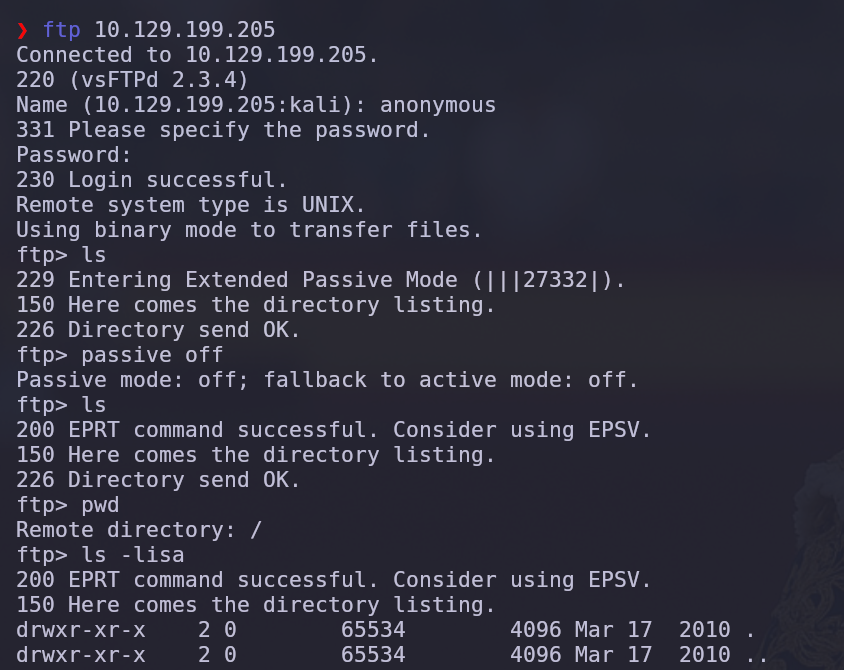 ❯ ftp 10.129.199.205
Connected to 10.129.199.205.
220 (vsFTPd 2.3.4)
Name (10.129.199.205:kali): anonymous
331 Please specify the password.
Password:
230 Login successful.
Remote system type is UNIX.
Using binary mode to transfer files.
ftp> ls
229 Entering Extended Passive Mode (|||27332|).
150 Here comes the directory listing.
226 Directory send OK.
ftp> passive off
Passive mode: off; fallback to active mode: off.
ftp> ls
200 EPRT command successful. Consider using EPSV.
150 Here comes the directory listing.
226 Directory send OK.
ftp> pwd
Remote directory: /
ftp> ls -lisa
200 EPRT command successful. Consider using EPSV.
150 Here comes the directory listing.
drwxr-xr-x    2 0        65534        4096 Mar 17  2010 .
drwxr-xr-x    2 0        65534        4096 Mar 17  2010 ..